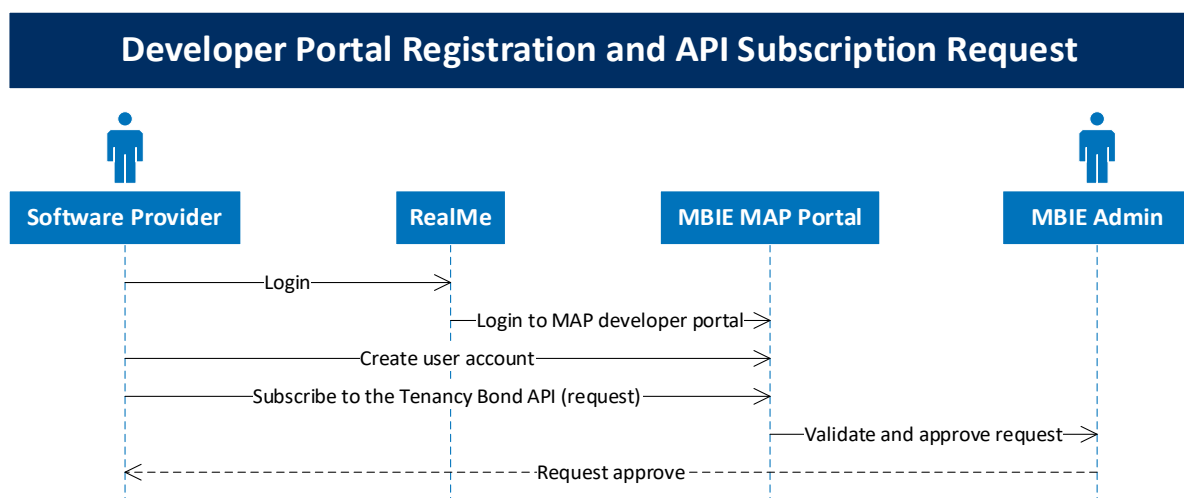 Developer Portal Registration and API Subscription Request
Software Provider
RealMe
MBIE MAP Portal
MBIE Admin
Login
Login to MAP developer portal
Create user account
Subscribe to the Tenancy Bond API (request)
Validate and approve request
Request approve